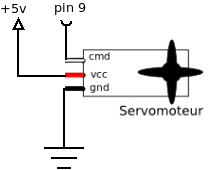 +5v pin 9
cmd
vcc
gnd
Servomoteur